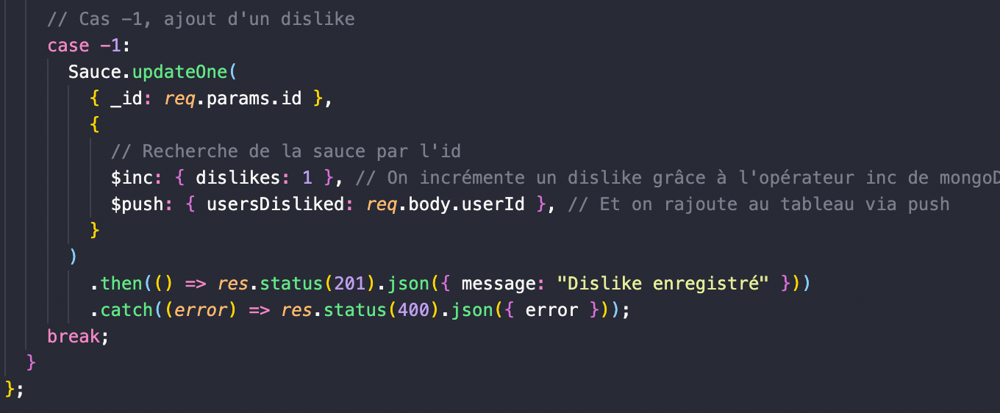 // Cas -1, ajout d'un dislike
case -1:
Sauce.updateOne(
{ _id: req.params.id },
{
// Recherche de la sauce par l'id
$inc: { dislikes: 1 }, // On incrémente un dislike grâce à l'opérateur inc de mongoD
$push: { usersDisliked: req.body.userId }, // Et on rajoute au tableau via push
}
)
.then(() => res.status(201).json({ message: "Dislike enregistré" }))
.catch((error) => res.status(400).json({ error }));
break;
}
};